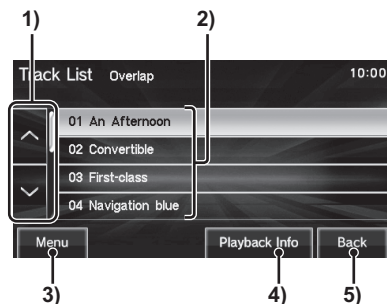 1) 2)
Track List Overlap 10:00
01 An Afternoon
02 Convertible
03 First-class
04 Navigation blue
Menu Playback Info Back
3) 4) 5)